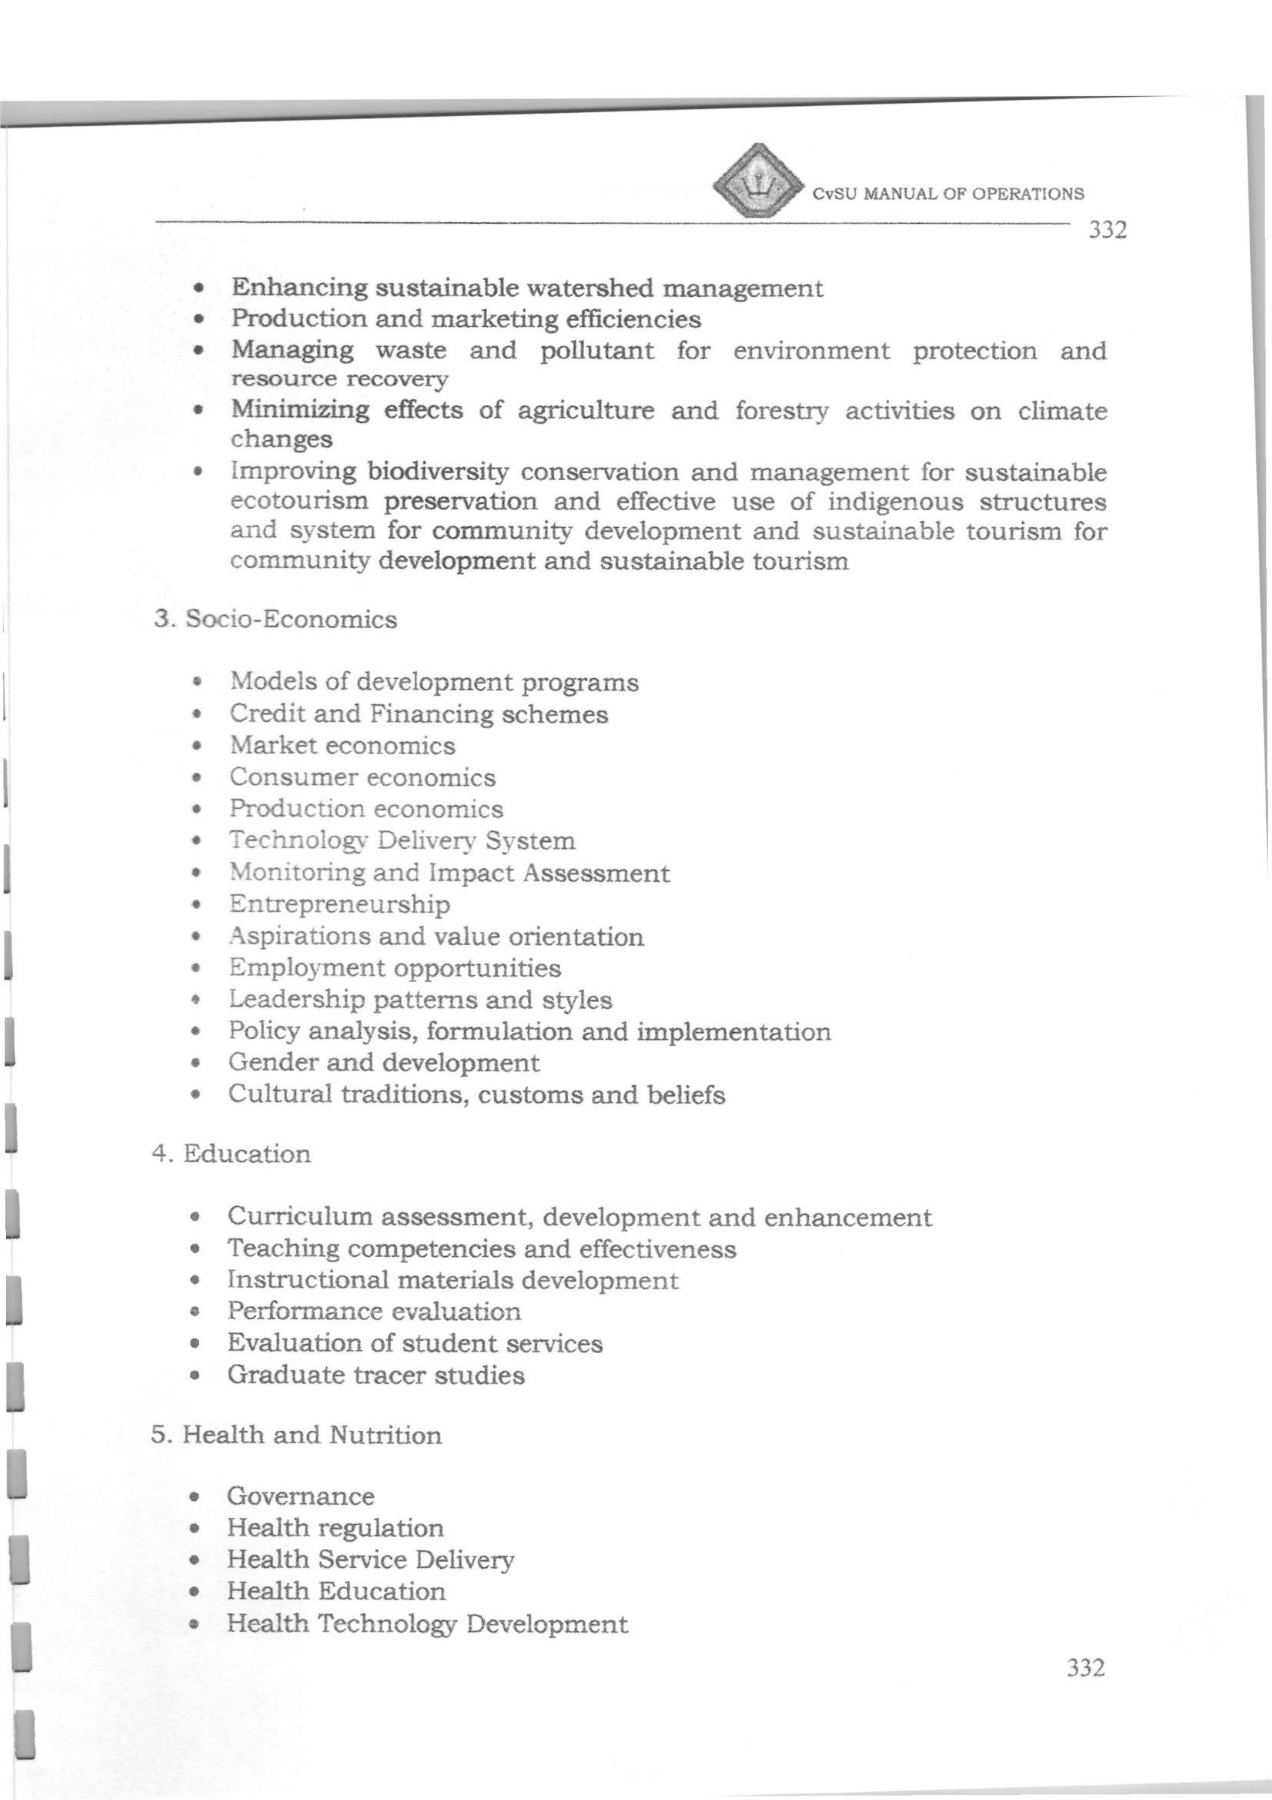 CvSU MANUAL OF OPERATIONS
332
• Enhancing sustainable watershed management
• Production and marketing efficiencies
• Managing waste and pollutant for environment protection and
resource recovery
• Minimizing effects of agriculture and forestry activities on climate
changes
• Improving biodiversity conservation and management for sustainable
ecotourism preservation and effective use of indigenous structures
and system for community development and sustainable tourism for
community development and sustainable tourism
3. Socio-Economics
• Models of development programs
• Credit and Financing schemes
• Market economics
• Consumer economics
• Production economics
• Technology Delivery System
• Monitoring and Impact Assessment
• Entrepreneurship
• Aspirations and value orientation
• Employment opportunities
• Leadership patterns and styles
• Policy analysis, formulation and implementation
• Gender and development
• Cultural traditions, customs and beliefs
4. Education
• Curriculum assessment, development and enhancement
• Teaching competencies and effectiveness
• Instructional materials development
• Performance evaluation
• Evaluation of student services
• Graduate tracer studies
5. Health and Nutrition
• Governance
• Health regulation
• Health Service Delivery
• Health Education
• Health Technology Development
332